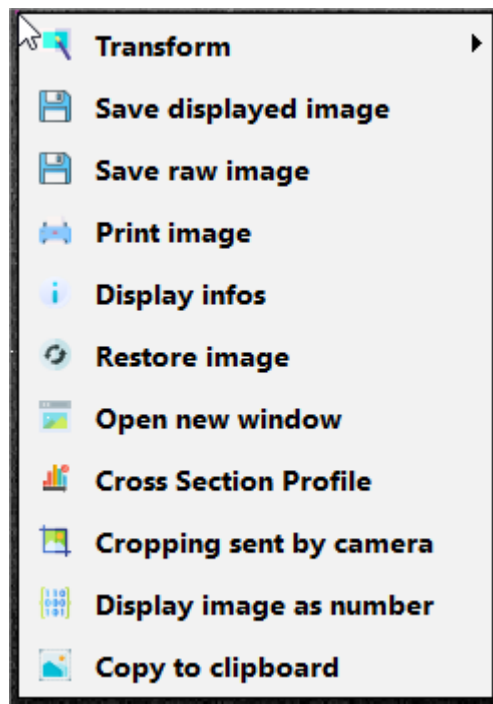 Transform
Save displayed image
Save raw image
Print image
Display infos
Restore image
Open new window
Cross Section Profile
Cropping sent by camera
Display image as number
Copy to clipboard